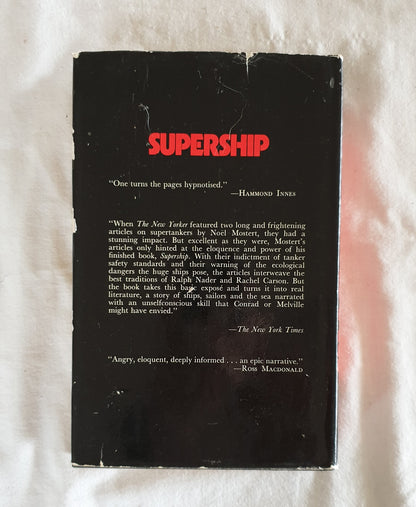 SUPERSHIP
“One turns the pages hypnotised.”
—HAMMOND INNES
“When The New Yorker featured two long and frightening
articles on supertankers by Noël Mostert, they had a
stunning impact. But excellent as they were, Mostert’s
articles only hinted at the eloquence and power of his
finished book, Supership. With their indictment of tanker
safety standards and their warning of the ecological
dangers the huge ships pose, the articles interweave the
best traditions of Ralph Nader and Rachel Carson. But
the book takes this basic exposé and turns it into real
literature, a story of ships, sailors and the sea narrated
with an unselfconscious skill that Conrad or Melville
might have envied.”
—The New York Times
“Angry, eloquent, deeply informed . . . an epic narrative.”
—ROSS MACDONALD